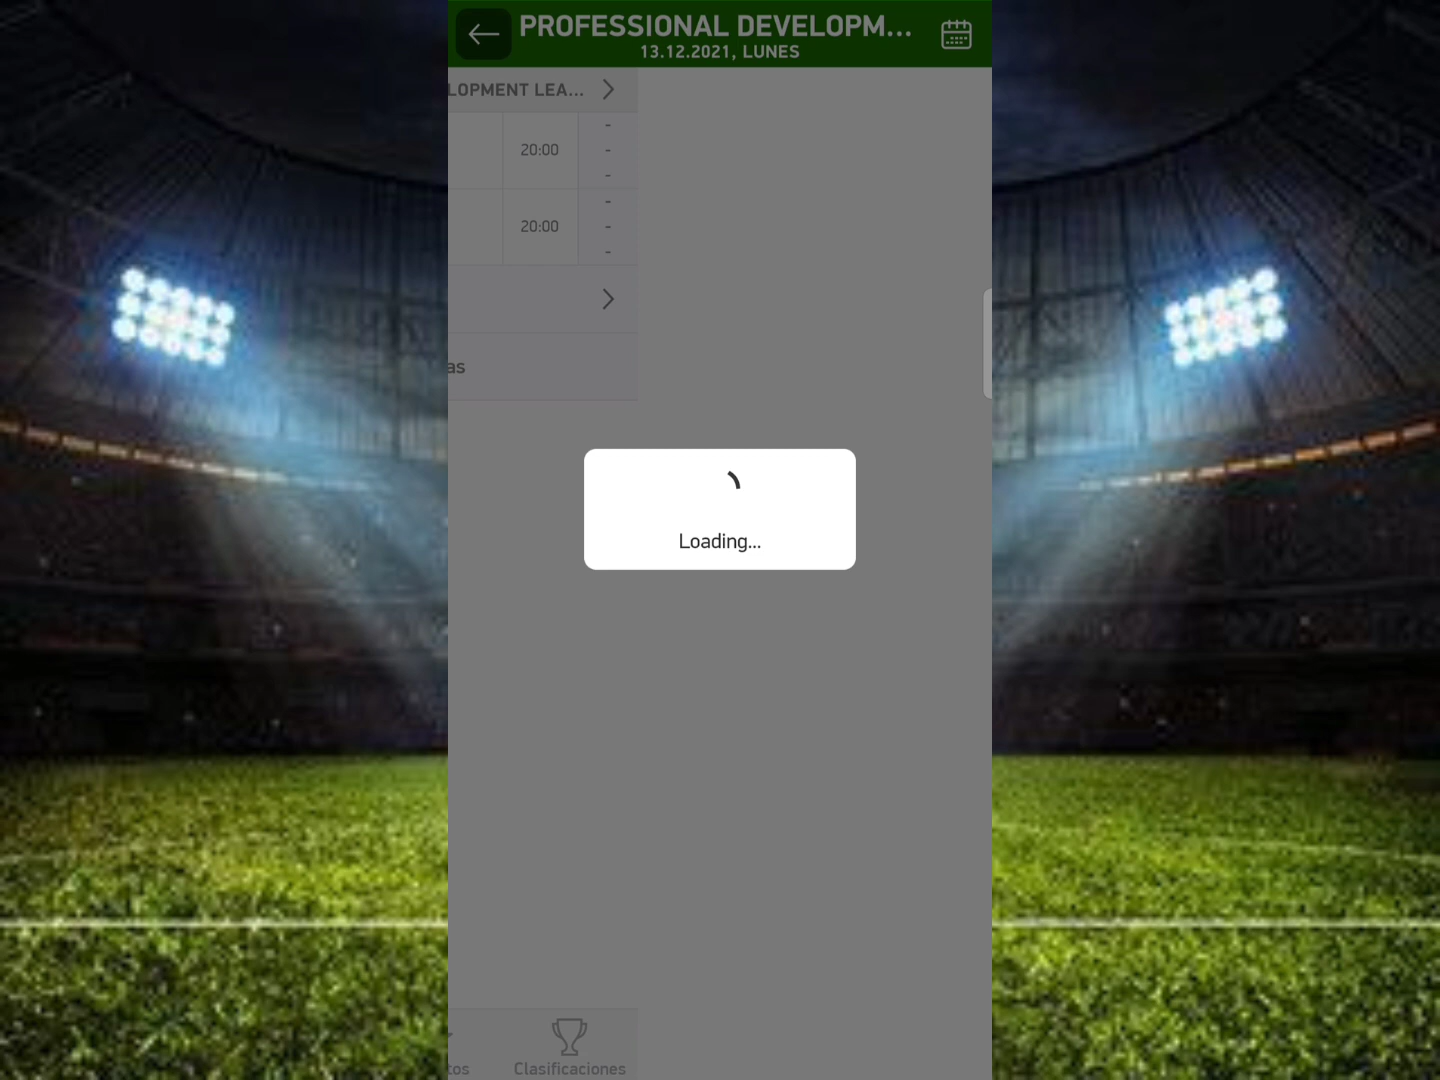 PROFESSIONAL DEVELOPM...
13.12.2021, LUNES
LOPMENT LEA...
-
20:00 -
-
-
20:00 -
-
as
Loading...
tos Clasificaciones